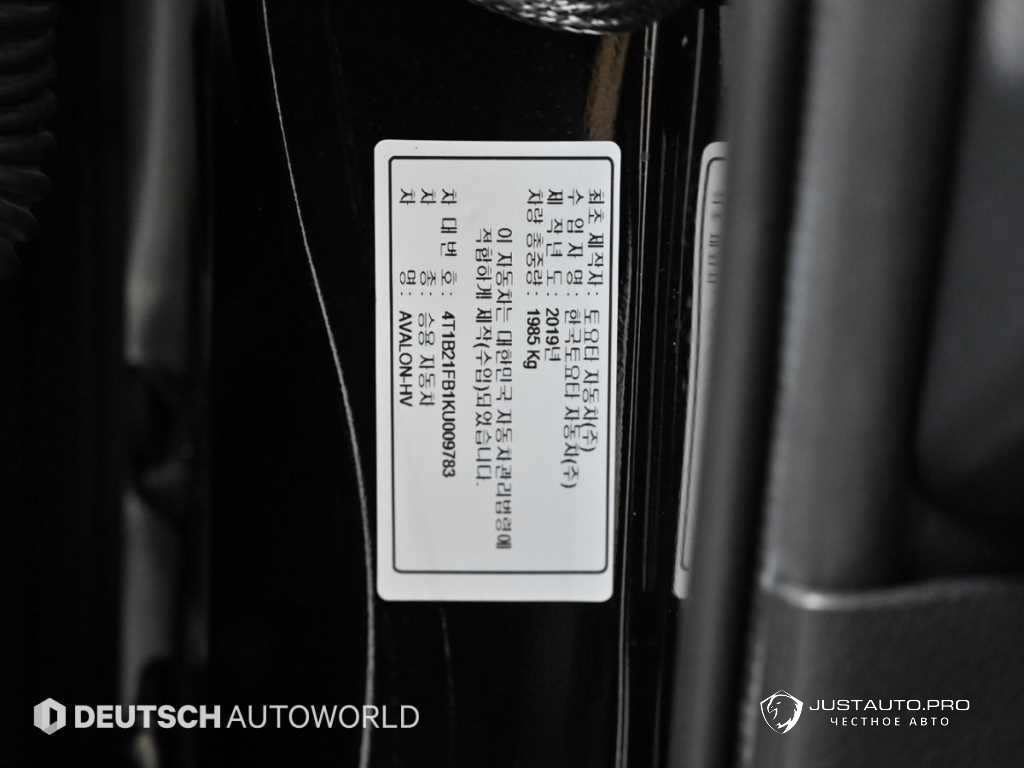 최초 제작자: 토요타 자동차(주)
수 입 자 명: 한국토요타 자동차(주)
제 작 년 도: 2019년
차량 총중량: 1985 Kg
이 자동차는 대한민국 자동차관리법령에
적합하게 제작(수입)되었습니다.
차 대 번 호: 4T1B21FB1KU009783
차 종: 승용 자동차
차 명: AVALON-HV
DEUTSCH AUTOWORLD
JUSTAUTO.PRO
ЧЕСТНОЕ АВТО